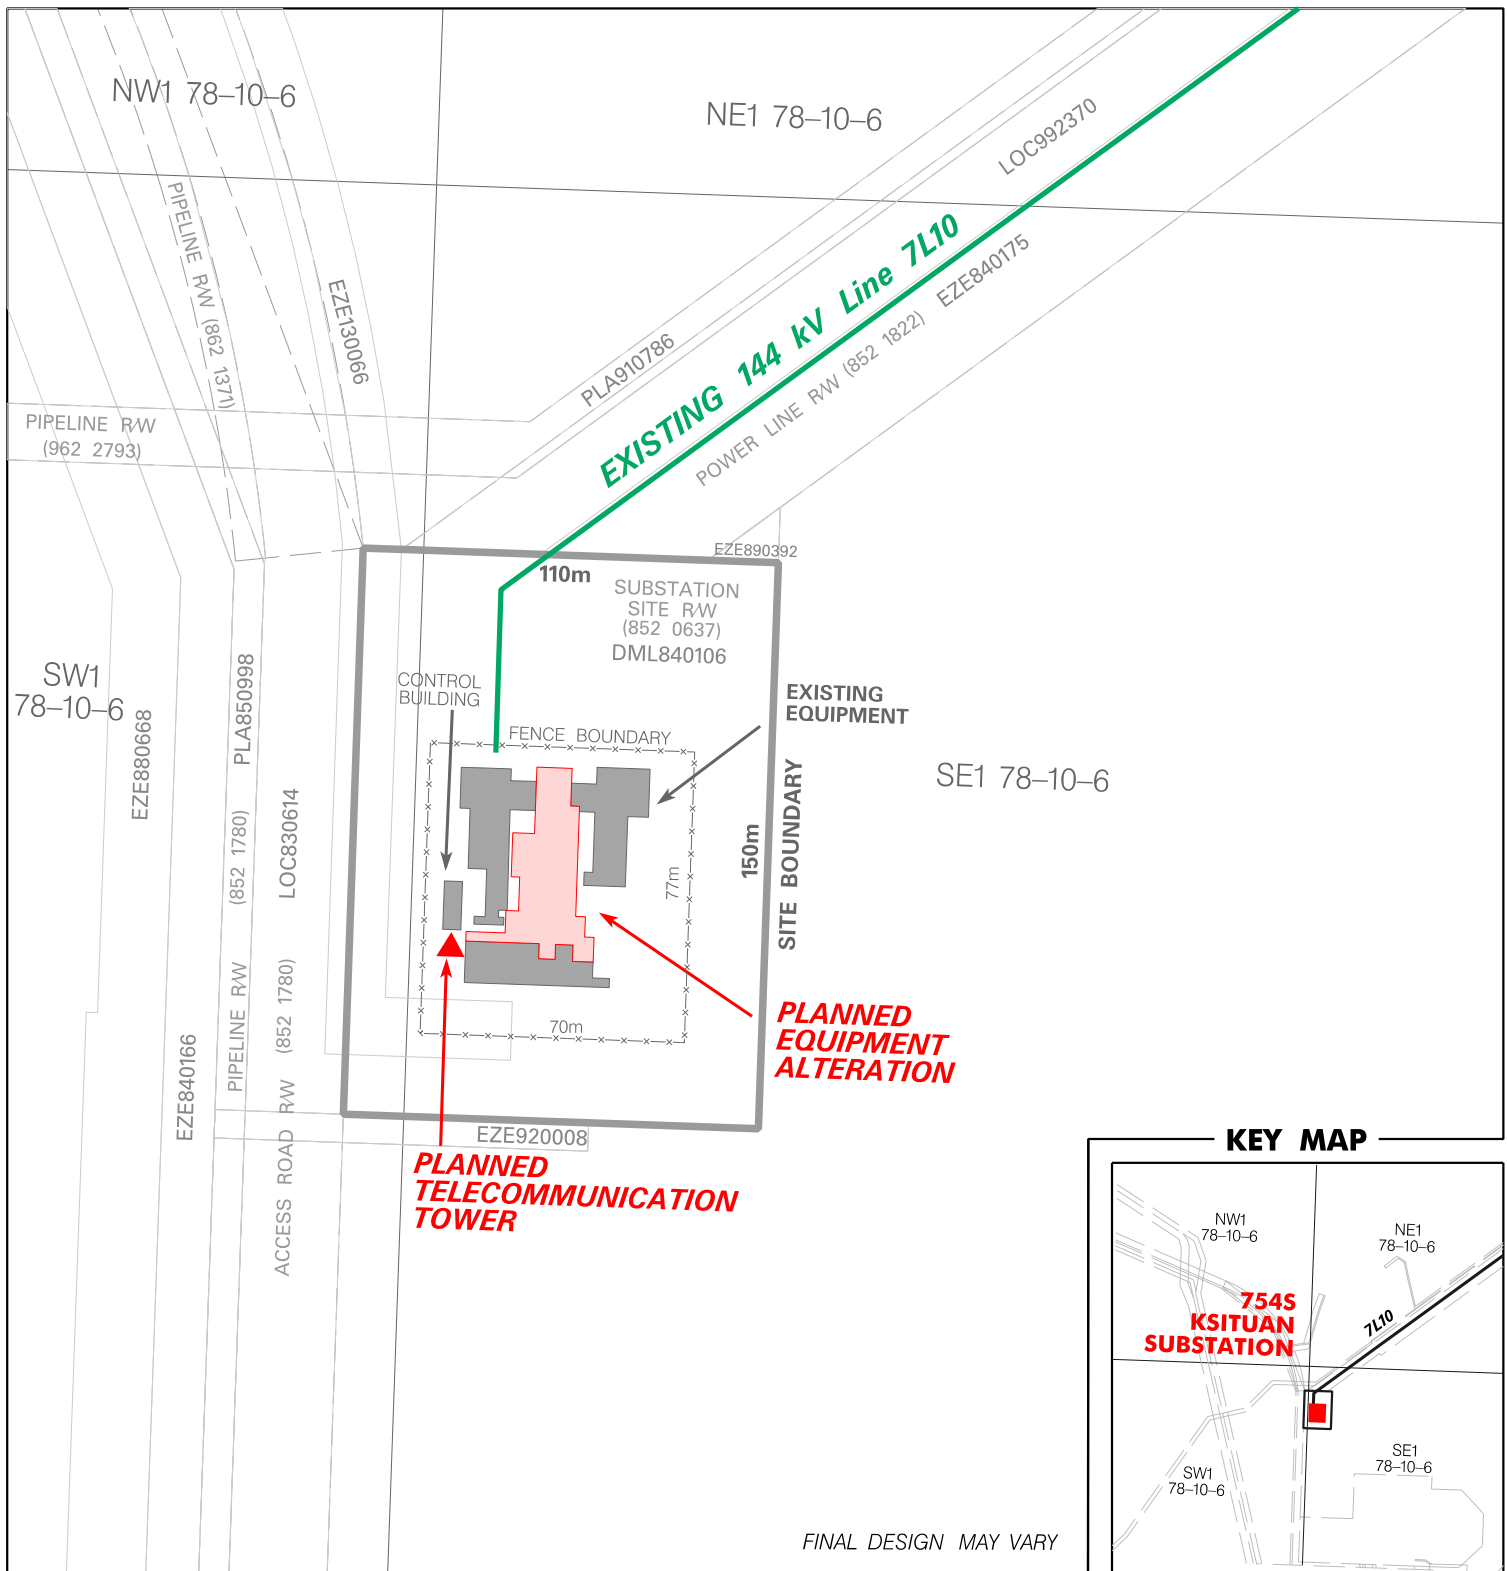 NW1 78–10–6
NE1 78–10–6
LOC992370
PIPELINE R/W (862 1371)
EZE130066
EXISTING 144 kV Line 7L10
EZE840175
PLA910786
POWER LINE R/W (852 1822)
PIPELINE R/W
(962 2793)
EZE890392
110m
SUBSTATION
SITE R/W
(852 0637)
DML840106
SW1
78–10–6
CONTROL
BUILDING
EXISTING
EQUIPMENT
FENCE BOUNDARY
SE1 78–10–6
EZE880668
PLA850998
PIPELINE R/W (852 1780)
LOC830614
ACCESS ROAD R/W (852 1780)
EZE840166
77m
150m
SITE BOUNDARY
70m
PLANNED
EQUIPMENT
ALTERATION
EZE920008
PLANNED
TELECOMMUNICATION
TOWER
KEY MAP
NW1
78–10–6
NE1
78–10–6
754S
KSITUAN
SUBSTATION
7L10
SE1
78–10–6
SW1
78–10–6
FINAL DESIGN MAY VARY